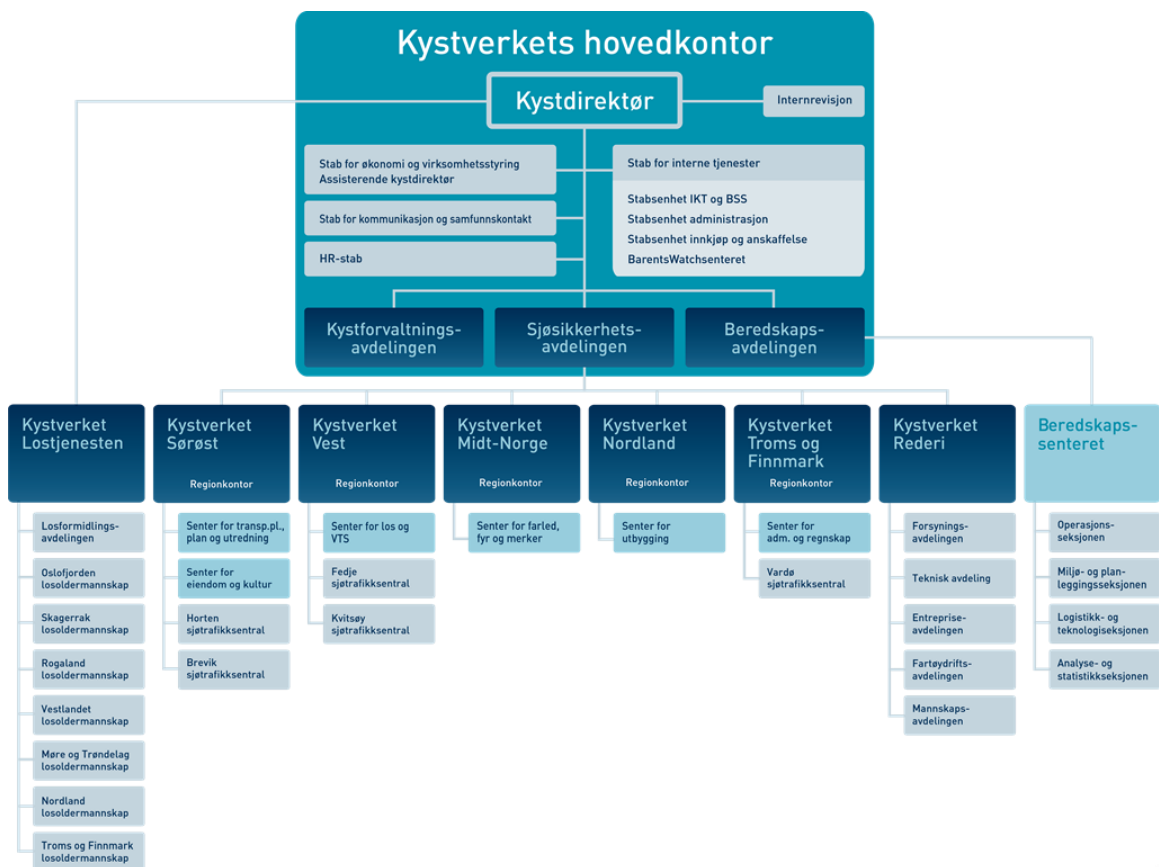 Kystverkets hovedkontor
Kystdirektør
Internrevisjon
Stab for økonomi og virksomhetsstyring
Assisterende kystdirektør
Stab for kommunikasjon og samfunnskontakt
HR-stab
Stab for interne tjenester
Stabsenhet IKT og BSS
Stabsenhet administrasjon
Stabsenhet innkjøp og anskaffelse
BarentsWatchsenteret
Kystforvaltnings-
avdelingen
Sjøsikkerhets-
avdelingen
Beredskaps-
avdelingen
Kystverket
Lostjenesten
Losformidlings-
avdelingen
Oslofjorden
losoldermannskap
Skagerrak
losoldermannskap
Rogaland
losoldermannskap
Vestlandet
losoldermannskap
Møre og Trøndelag
losoldermannskap
Nordland
losoldermannskap
Troms og Finnmark
losoldermannskap
Kystverket
Sørøst
Regionkontor
Senter for transp.pl.,
plan og utredning
Senter for
eiendom og kultur
Horten
sjøtrafikksentral
Brevik
sjøtrafikksentral
Kystverket
Vest
Regionkontor
Senter for los og
VTS
Fedje
sjøtrafikksentral
Kvitsøy
sjøtrafikksentral
Kystverket
Midt-Norge
Regionkontor
Senter for farled,
fyr og merker
Kystverket
Nordland
Regionkontor
Senter for
utbygging
Kystverket
Troms og
Finnmark
Regionkontor
Senter for
adm. og regnskap
Vardø
sjøtrafikksentral
Kystverket
Rederi
Forsynings-
avdelingen
Teknisk avdeling
Entreprise-
avdelingen
Fartøydrifts-
avdelingen
Mannskaps-
avdelingen
Beredskaps-
senteret
Operasjons-
seksjonen
Miljø- og plan-
leggingsseksjonen
Logistikk- og
teknologiseksjonen
Analyse- og
statistikkseksjonen